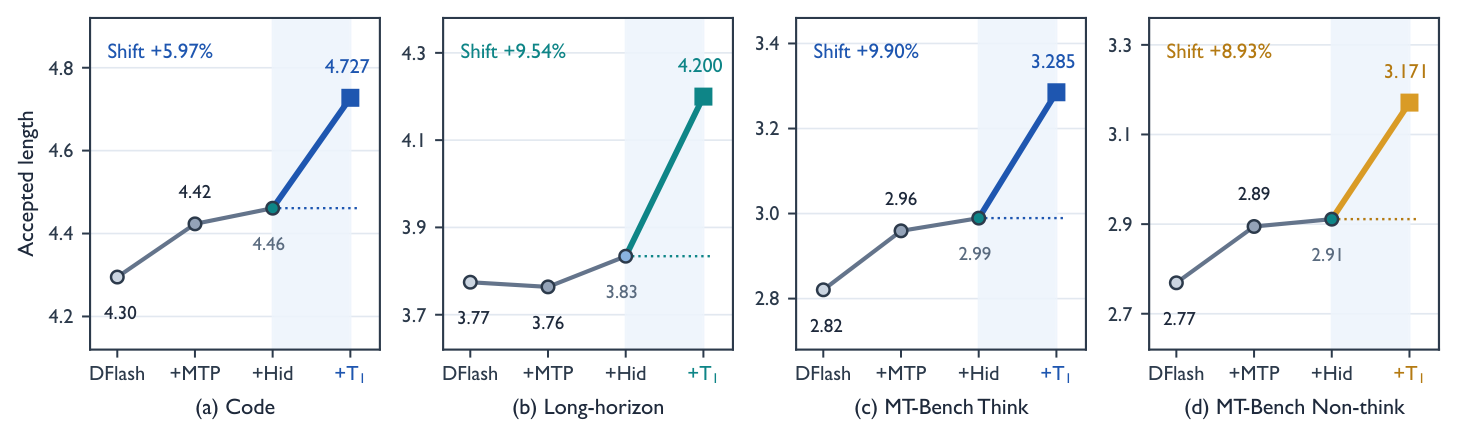 Accepted length
Shift +5.97%
4.8
4.6
4.4
4.2
4.30
4.42
4.46
4.727
DFlash +MTP +Hid +T₁
(a) Code
Shift +9.54%
4.3
4.1
3.9
3.7
3.77
3.76
3.83
4.200
DFlash +MTP +Hid +T₁
(b) Long-horizon
Shift +9.90%
3.4
3.2
3.0
2.8
2.82
2.96
2.99
3.285
DFlash +MTP +Hid +T₁
(c) MT-Bench Think
Shift +8.93%
3.3
3.1
2.9
2.7
2.77
2.89
2.91
3.171
DFlash +MTP +Hid +T₁
(d) MT-Bench Non-think